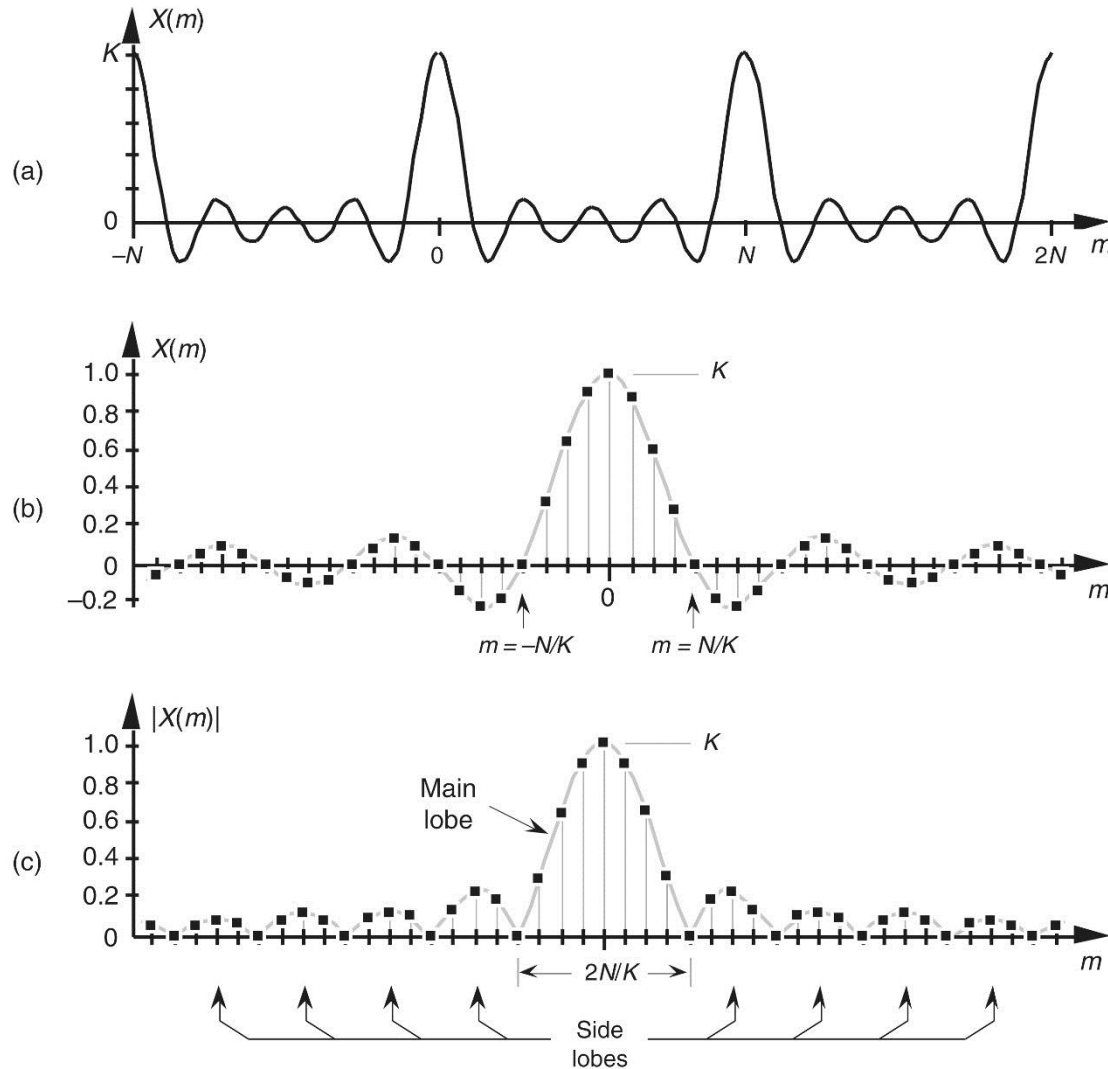 X(m)
K
(a)
0
–N
0
N
2N
m
X(m)
1.0
K
0.8
0.6
0.4
(b)
0.2
0
–0.2
0
m
m = –N/K
m = N/K
|X(m)|
1.0
K
0.8
Main
lobe
0.6
(c)
0.4
0.2
0
2N/K
m
Side
lobes